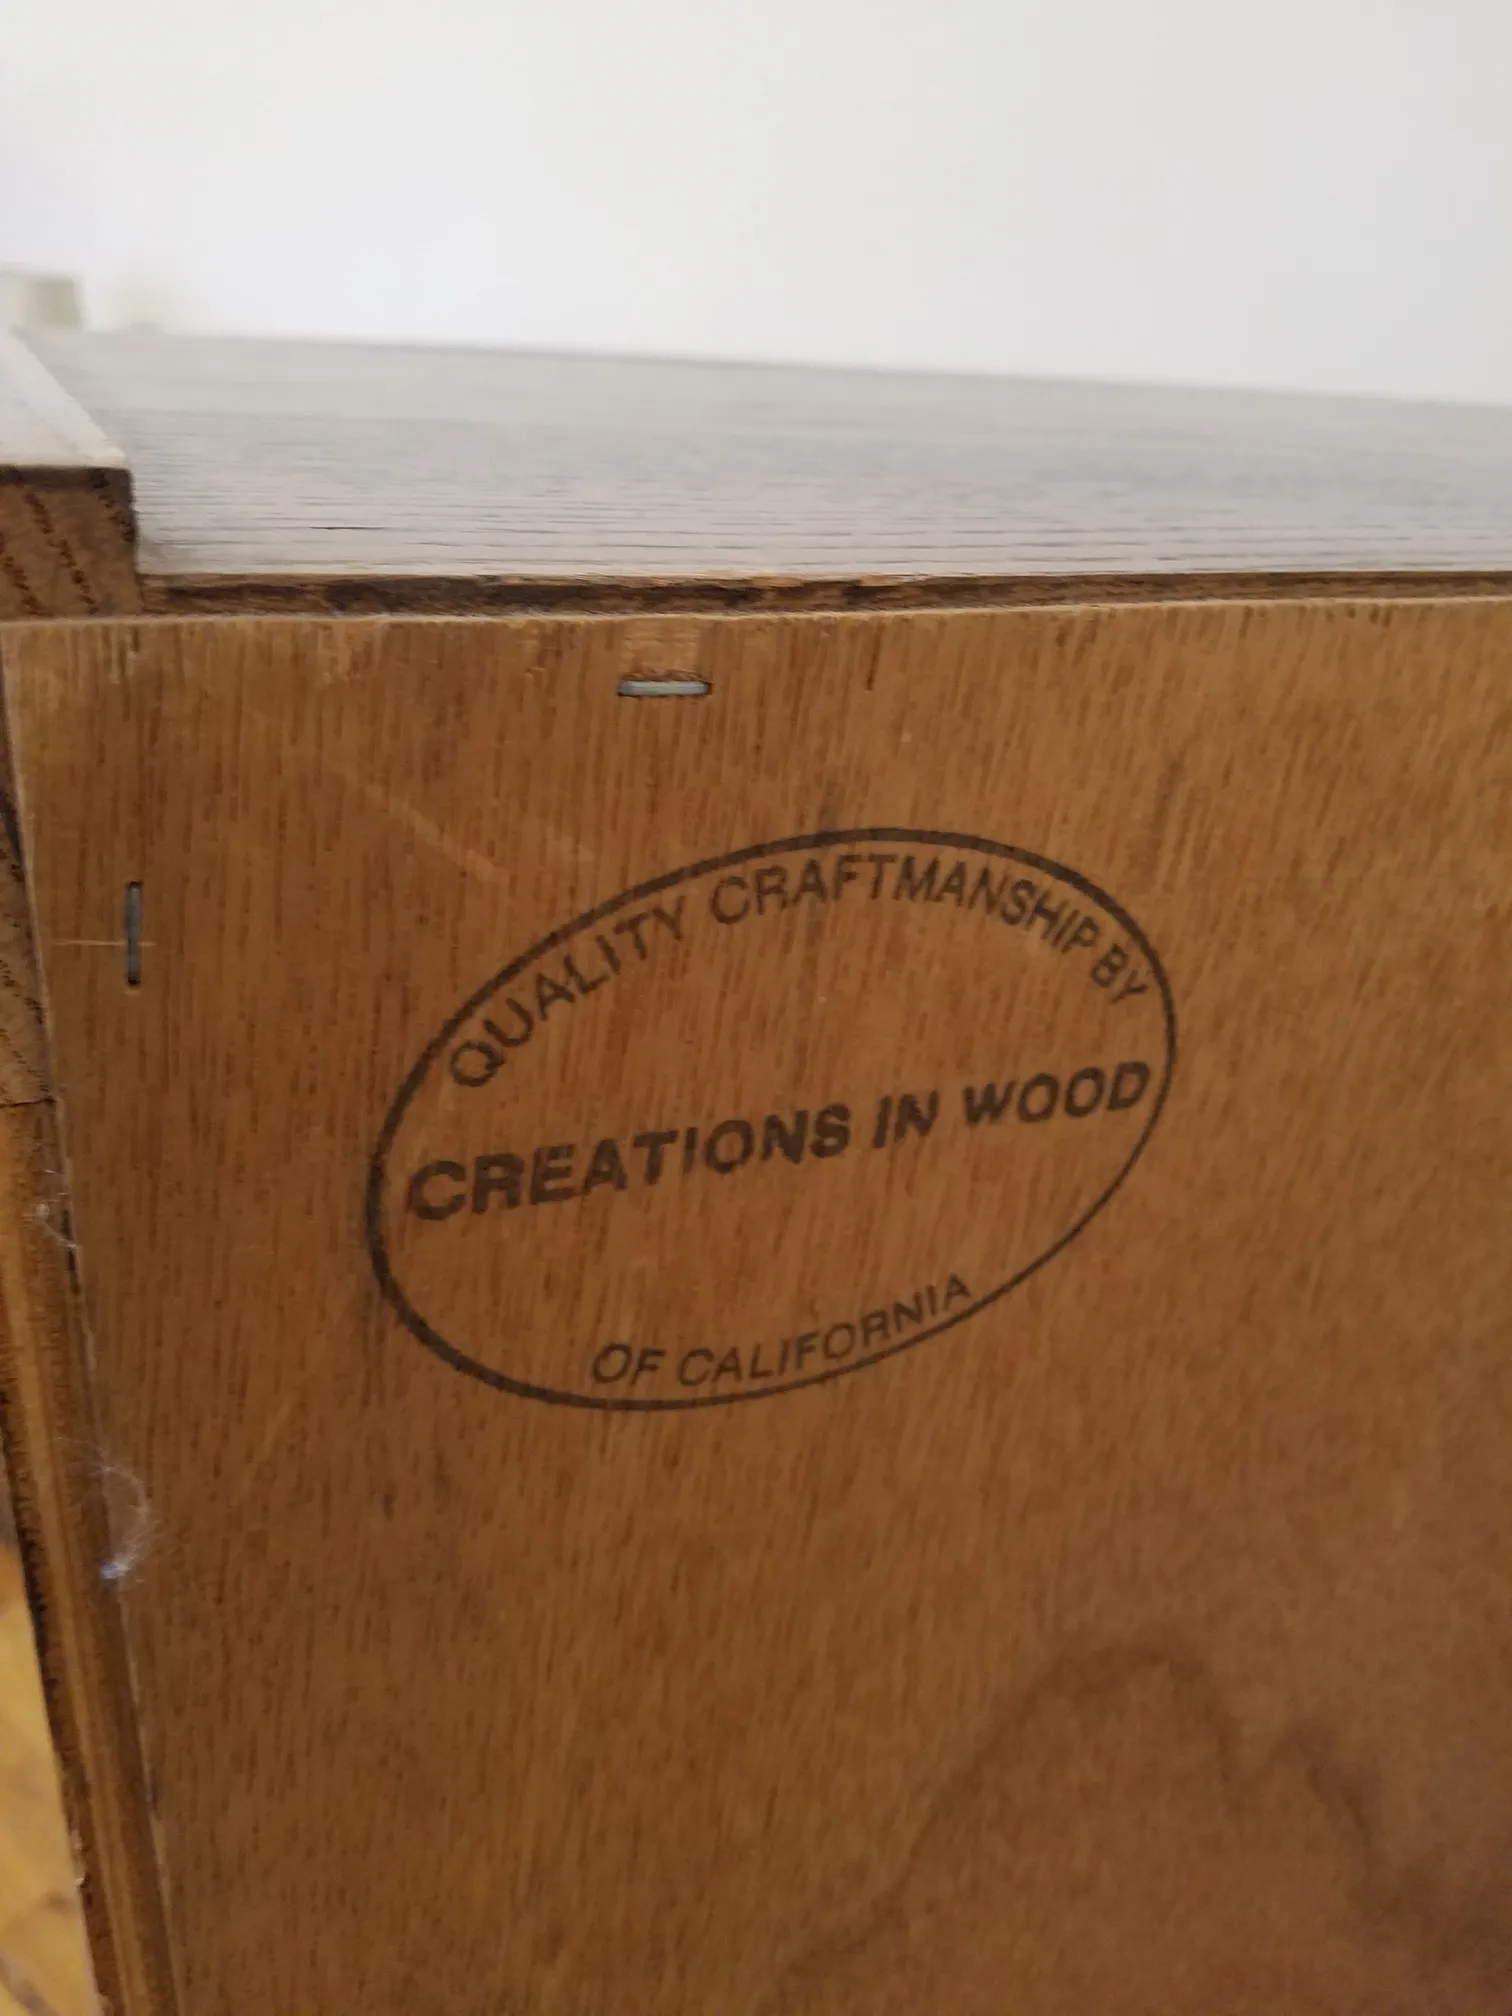 QUALITY CRAFTMANSHIP BY
CREATIONS IN WOOD
OF CALIFORNIA